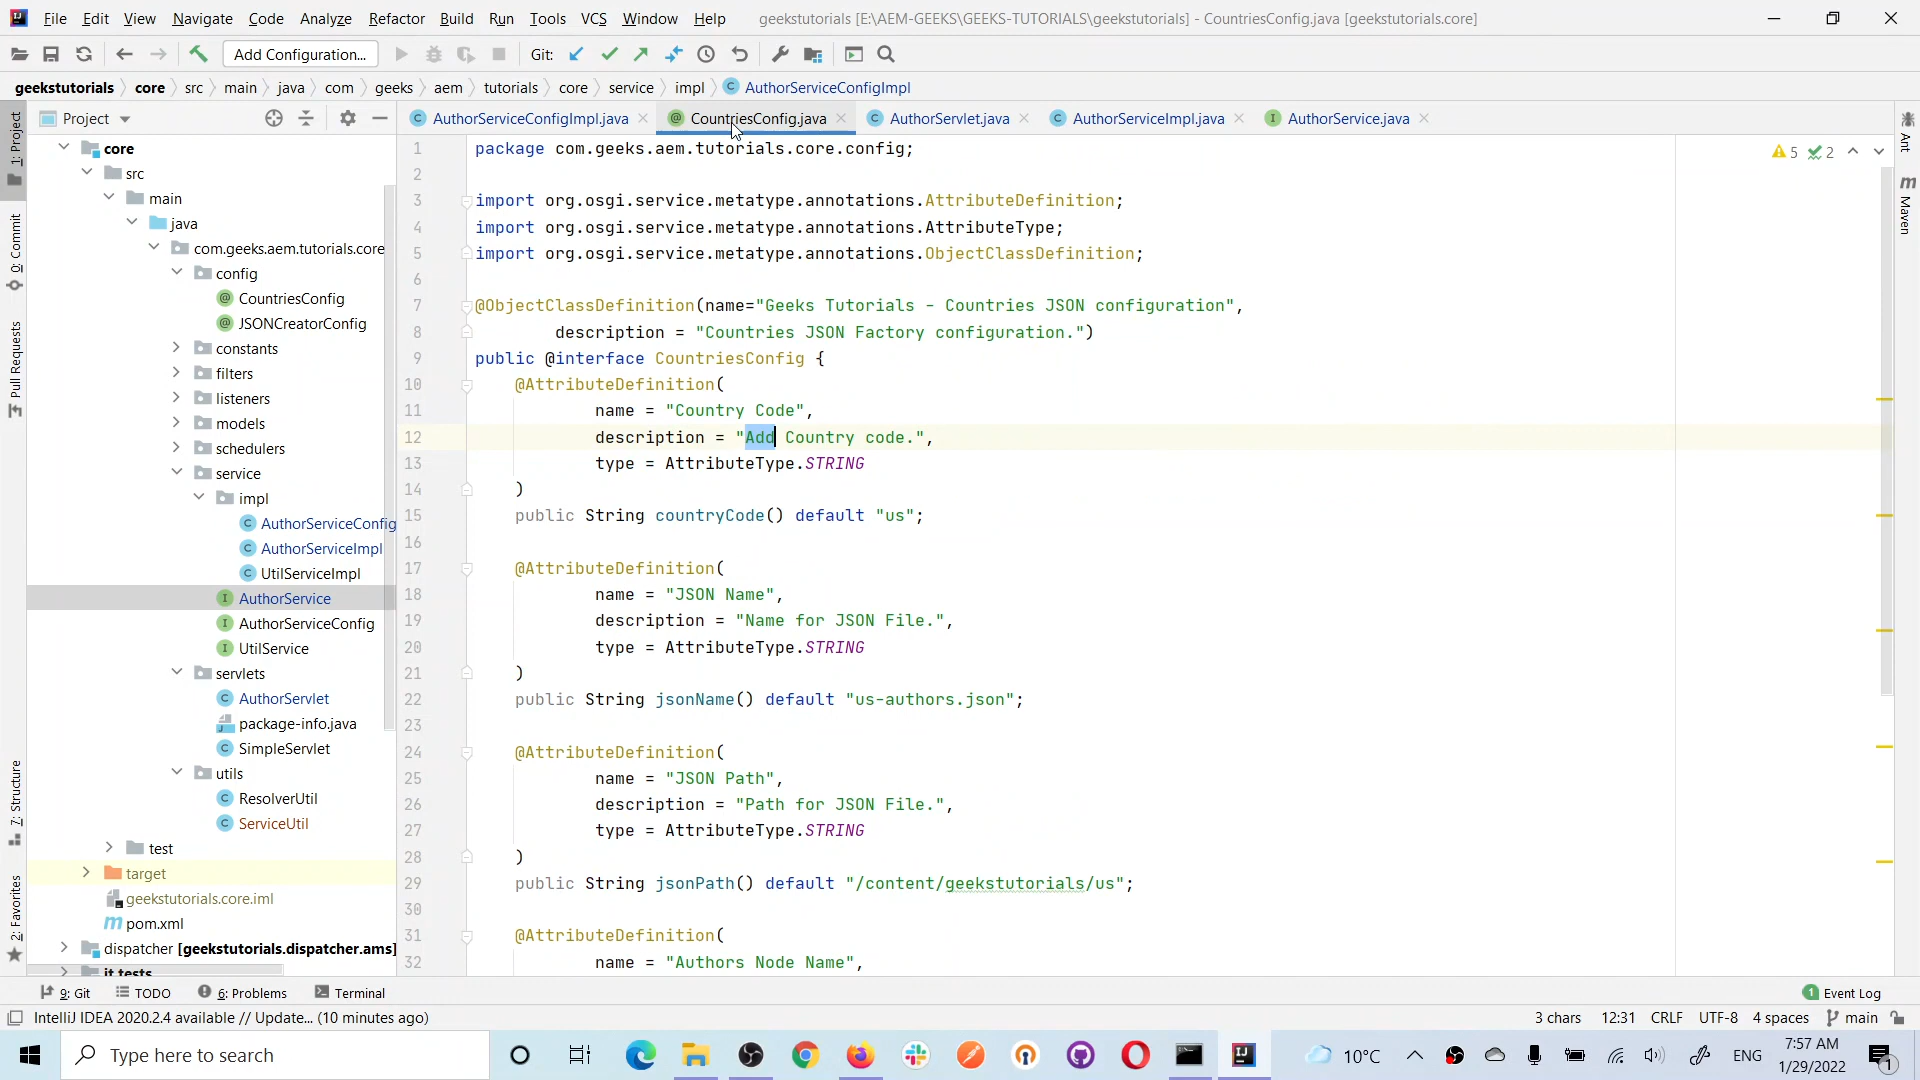 File Edit View Navigate Code Analyze Refactor Build Run Tools VCS Window Help geekstutorials [E:\AEM-GEEKS\GEEKS-TUTORIALS\geekstutorials] - CountriesConfig.java [geekstutorials.core]
Add Configuration... Git:
geekstutorials core src main java com geeks aem tutorials core service impl AuthorServiceConfigImpl
Project AuthorServiceConfigImpl.java CountriesConfig.java AuthorServlet.java AuthorServiceImpl.java AuthorService.java
1: Project
0: Commit
Pull Requests
7: Structure
2: Favorites
core
src
main
java
com.geeks.aem.tutorials.core
config
CountriesConfig
JSONCreatorConfig
constants
filters
listeners
models
schedulers
service
impl
AuthorServiceConfig
AuthorServiceImpl
UtilServiceImpl
AuthorService
AuthorServiceConfig
UtilService
servlets
AuthorServlet
package-info.java
SimpleServlet
utils
ResolverUtil
ServiceUtil
test
target
geekstutorials.core.iml
pom.xml
dispatcher [geekstutorials.dispatcher.ams]
it.tests
1 package com.geeks.aem.tutorials.core.config;
2
3 import org.osgi.service.metatype.annotations.AttributeDefinition;
4 import org.osgi.service.metatype.annotations.AttributeType;
5 import org.osgi.service.metatype.annotations.ObjectClassDefinition;
6
7 @ObjectClassDefinition(name="Geeks Tutorials - Countries JSON configuration",
8 description = "Countries JSON Factory configuration.")
9 public @interface CountriesConfig {
10 @AttributeDefinition(
11 name = "Country Code",
12 description = "Add Country code.",
13 type = AttributeType.STRING
14 )
15 public String countryCode() default "us";
16
17 @AttributeDefinition(
18 name = "JSON Name",
19 description = "Name for JSON File.",
20 type = AttributeType.STRING
21 )
22 public String jsonName() default "us-authors.json";
23
24 @AttributeDefinition(
25 name = "JSON Path",
26 description = "Path for JSON File.",
27 type = AttributeType.STRING
28 )
29 public String jsonPath() default "/content/geekstutorials/us";
30
31 @AttributeDefinition(
32 name = "Authors Node Name",
5 2
Ant
m Maven
9: Git TODO 6: Problems Terminal 1 Event Log
IntelliJ IDEA 2020.2.4 available // Update... (10 minutes ago) 3 chars 12:31 CRLF UTF-8 4 spaces main
Type here to search 10°C ENG 7:57 AM
1/29/2022 1